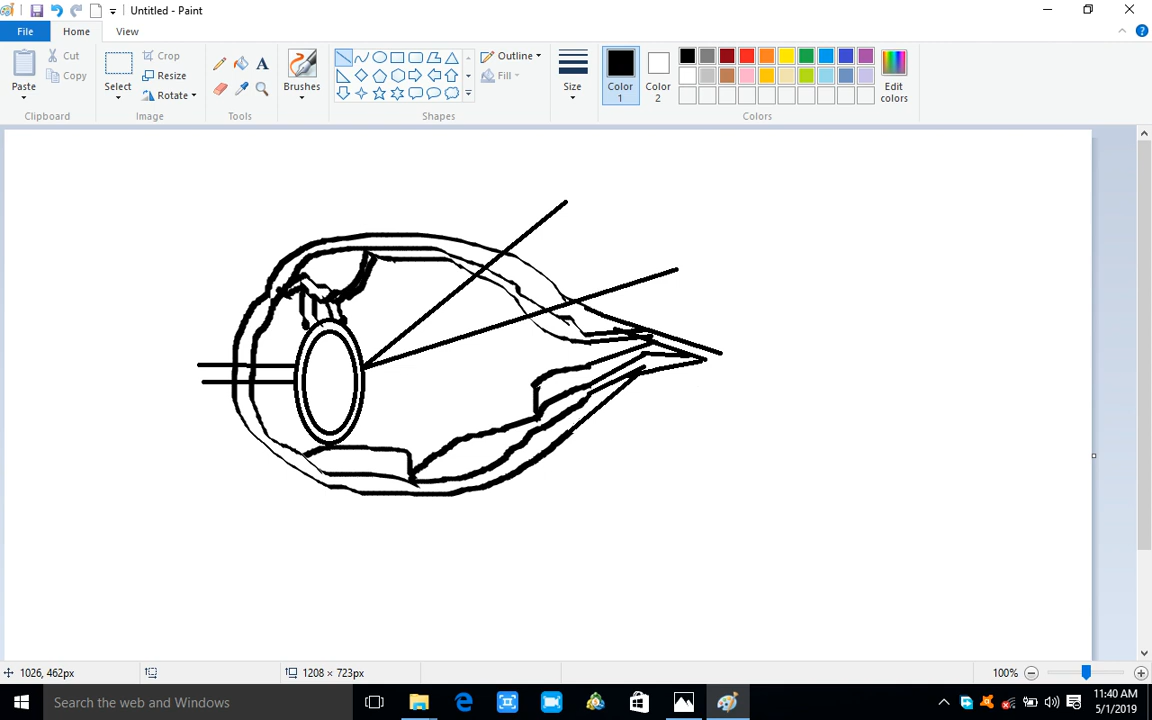 Untitled - Paint
File Home View
Paste
Cut
Copy
Clipboard
Select
Crop
Resize
Rotate
Image
A
Tools
Brushes
Outline
Fill
Shapes
Size
Color 1
Color 2
Edit colors
Colors
1026, 462px
1208 × 723px
100%
Search the web and Windows
11:40 AM
5/1/2019